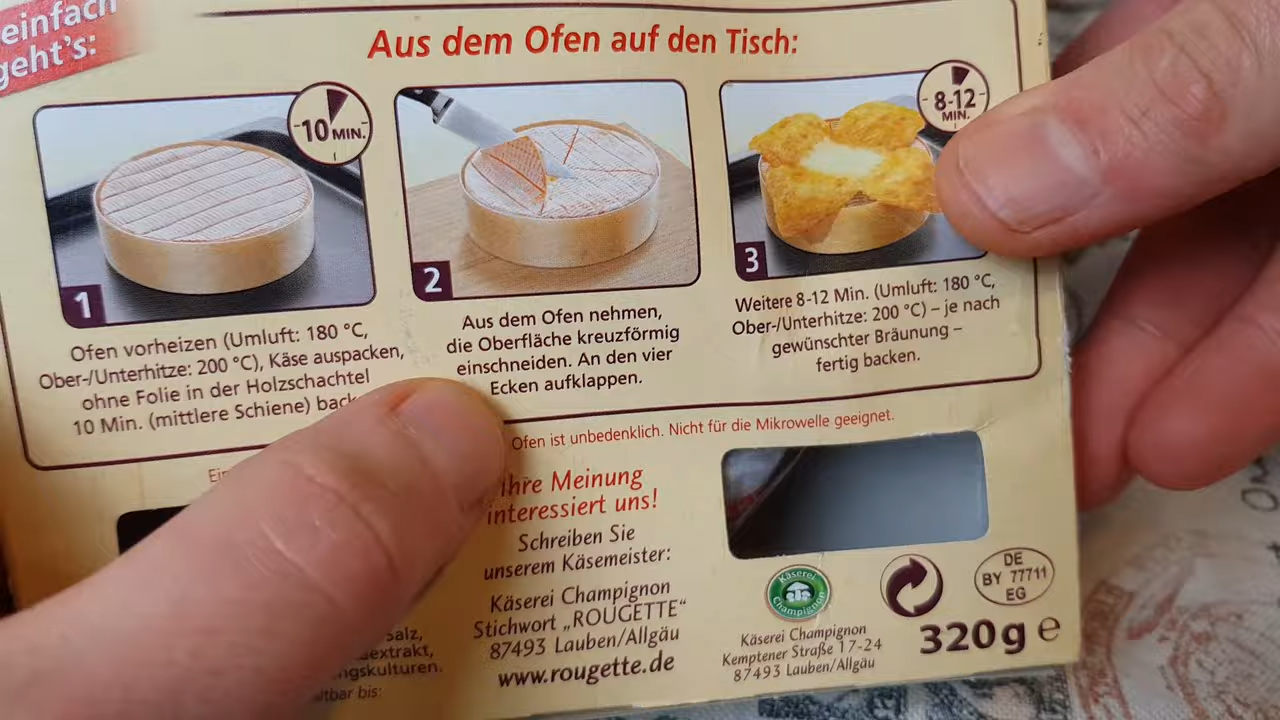 einfach
geht's:
Aus dem Ofen auf den Tisch:
10 MIN.
1
Ofen vorheizen (Umluft: 180 °C,
Ober-/Unterhitze: 200 °C), Käse auspacken,
ohne Folie in der Holzschachtel
10 Min. (mittlere Schiene)
2
Aus dem Ofen nehmen,
die Oberfläche kreuzförmig
einschneiden. An den vier
Ecken aufklappen.
8-12
MIN.
3
Weitere 8-12 Min. (Umluft: 180 °C,
Ober-/Unterhitze: 200 °C) – je nach
gewünschter Bräunung –
fertig backen.
Ofen ist unbedenklich. Nicht für die Mikrowelle geeignet.
Ihre Meinung
interessiert uns!
Schreiben Sie
unserem Käsemeister:
Käserei Champignon
Stichwort „ROUGETTE“
87493 Lauben/Allgäu
www.rougette.de
Käserei
Champignon
Käserei Champignon
Kemptener Straße 17-24
87493 Lauben/Allgäu
DE
BY 77711
EG
320g e